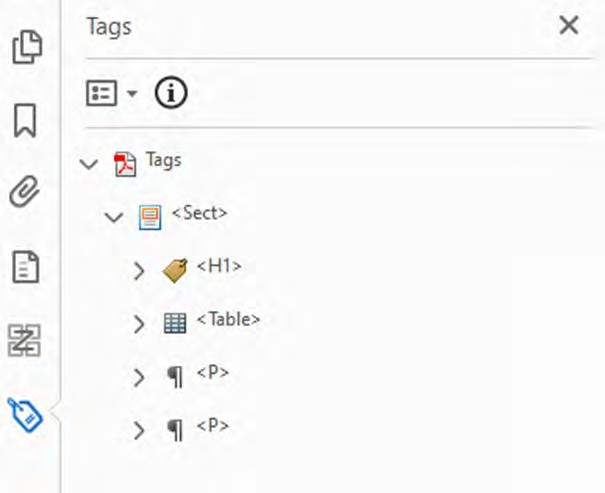 Tags
Tags
<Sect>
<H1>
<Table>
<P>
<P>